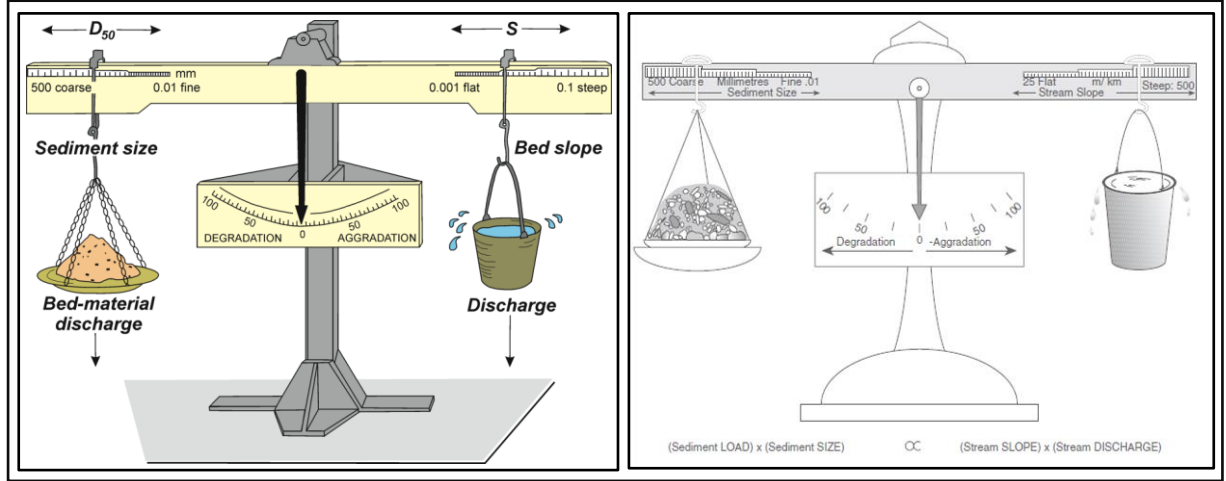 D50
S
mm
500 coarse
0.01 fine
0.001 flat
0.1 steep
Sediment size
Bed slope
100
50
0
50
100
DEGRADATION
AGGRADATION
Bed-material
discharge
Discharge
500 Coarse Millimetres Fine .01
Sediment Size
25 Flat m/ km Steep: 500
Stream Slope
100
50
0
50
100
Degradation
-Aggradation
(Sediment LOAD) x (Sediment SIZE) ∝ (Stream SLOPE) x (Stream DISCHARGE)